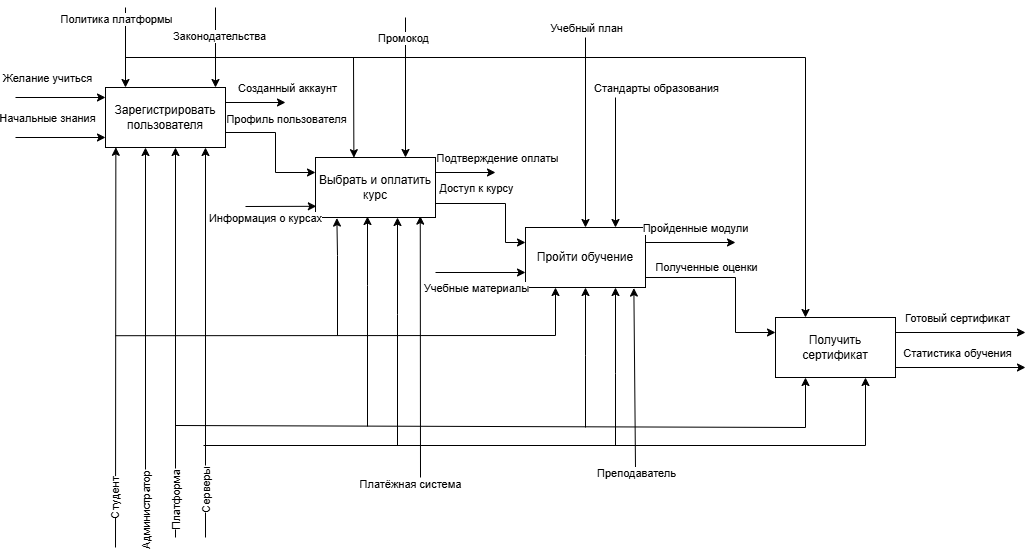 Политика платформы
Законодательства
Промокод
Учебный план
Желание учиться
Созданный аккаунт
Стандарты образования
Начальные знания
Зарегистрировать
пользователя
Профиль пользователя
Подтверждение оплаты
Выбрать и оплатить
курс
Доступ к курсу
Информация о курсах
Пройденные модули
Пройти обучение
Полученные оценки
Учебные материалы
Готовый сертификат
Получить
сертификат
Статистика обучения
Студент
Администратор
Платформа
Серверы
Платёжная система
Преподаватель